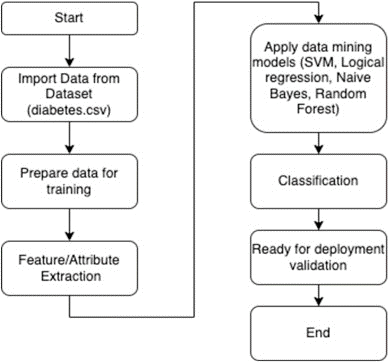 Start
Import Data from
Dataset
(diabetes.csv)
Prepare data for
training
Feature/Attribute
Extraction
Apply data mining
models (SVM, Logical
regression, Naive
Bayes, Random
Forest)
Classification
Ready for deployment
validation
End